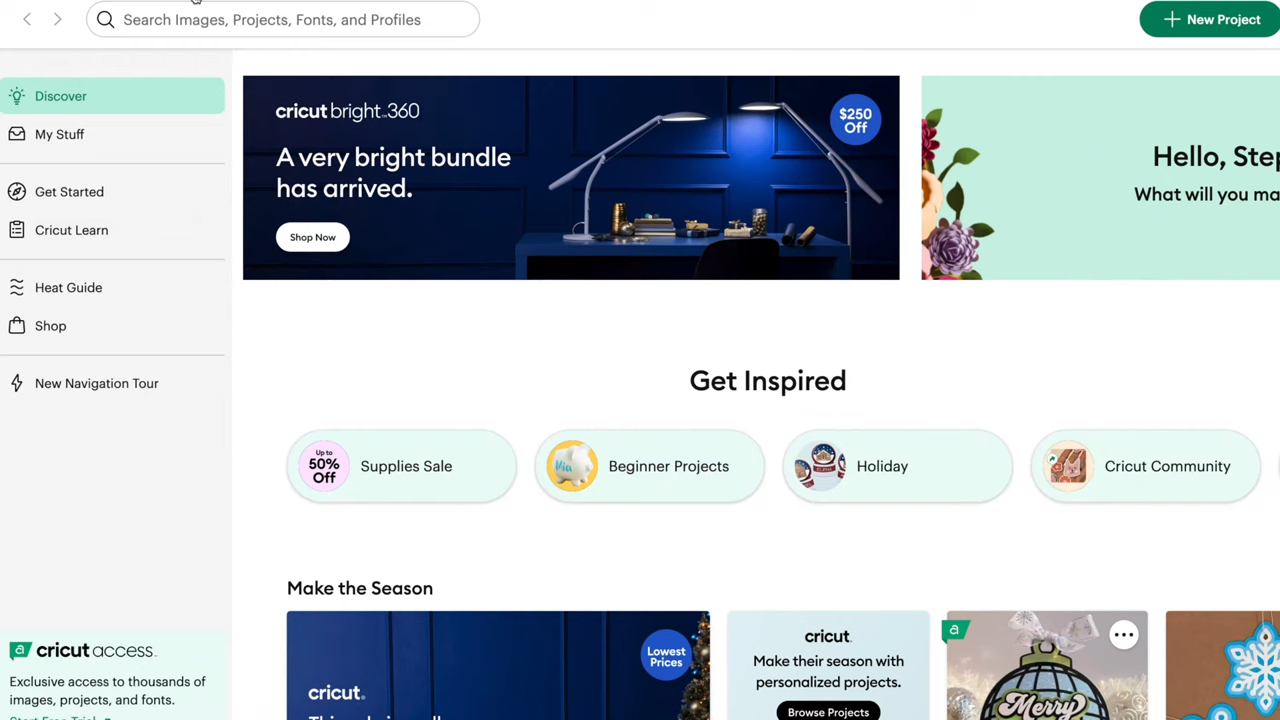 Search Images, Projects, Fonts, and Profiles
New Project
Discover
My Stuff
Get Started
Cricut Learn
Heat Guide
Shop
New Navigation Tour
cricut bright™360
A very bright bundle
has arrived.
Shop Now
$250
Off
Hello, Step
What will you ma
Get Inspired
Up to
50%
Off
Supplies Sale
Beginner Projects
Holiday
Cricut Community
Make the Season
Lowest
Prices
cricut.
cricut.
Make their season with
personalized projects.
Browse Projects
a
Merry
a cricut access™
Exclusive access to thousands of
images, projects, and fonts.